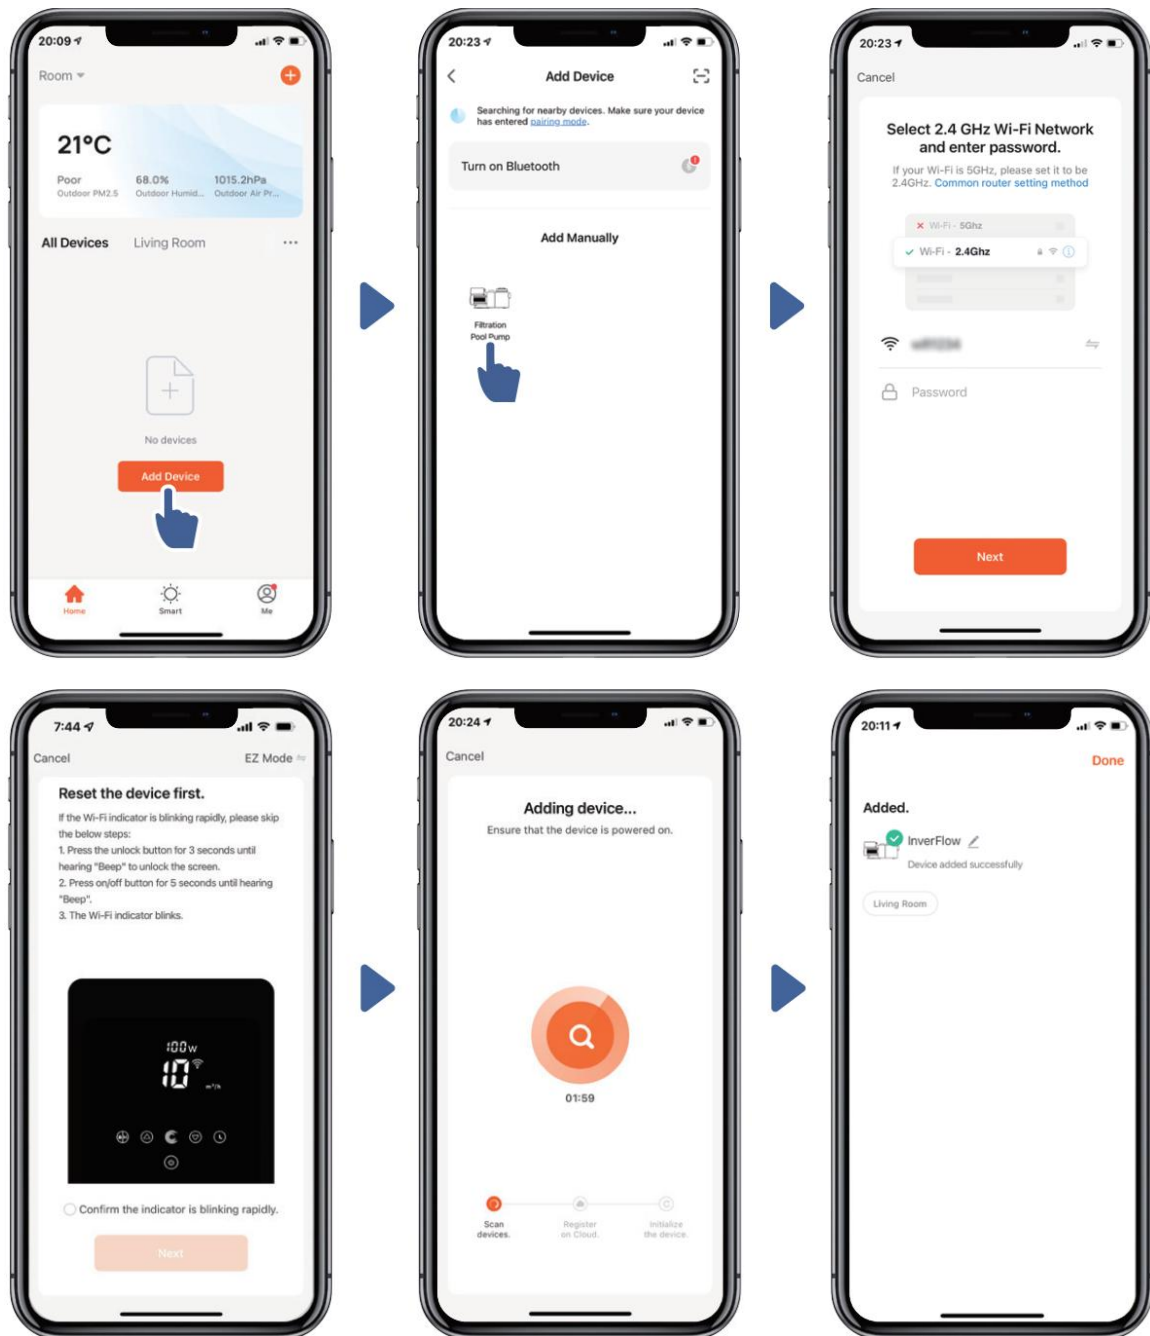 20:09
Room
21°C
Poor
68.0%
1015.2hPa
Outdoor PM2.5
Outdoor Humid...
Outdoor Air Pr...
All Devices
Living Room
No devices
Add Device
Home
Smart
Me
20:23
Add Device
Searching for nearby devices. Make sure your device
has entered pairing mode.
Turn on Bluetooth
Add Manually
Filtration
Pool Pump
20:23
Cancel
Select 2.4 GHz Wi-Fi Network
and enter password.
If your Wi-Fi is 5GHz, please set it to be
2.4GHz. Common router setting method
Wi-Fi - 5Ghz
Wi-Fi - 2.4Ghz
Password
Next
7:44
Cancel
EZ Mode
Reset the device first.
If the Wi-Fi indicator is blinking rapidly, please skip
the below steps:
1. Press the unlock button for 3 seconds until
hearing "Beep" to unlock the screen.
2. Press on/off button for 5 seconds until hearing
"Beep".
3. The Wi-Fi indicator blinks.
100w
10
m³/h
Confirm the indicator is blinking rapidly.
Next
20:24
Cancel
Adding device...
Ensure that the device is powered on.
01:59
Scan
devices.
Register
on Cloud.
Initialize
the device.
20:11
Done
Added.
InverFlow
Device added successfully
Living Room